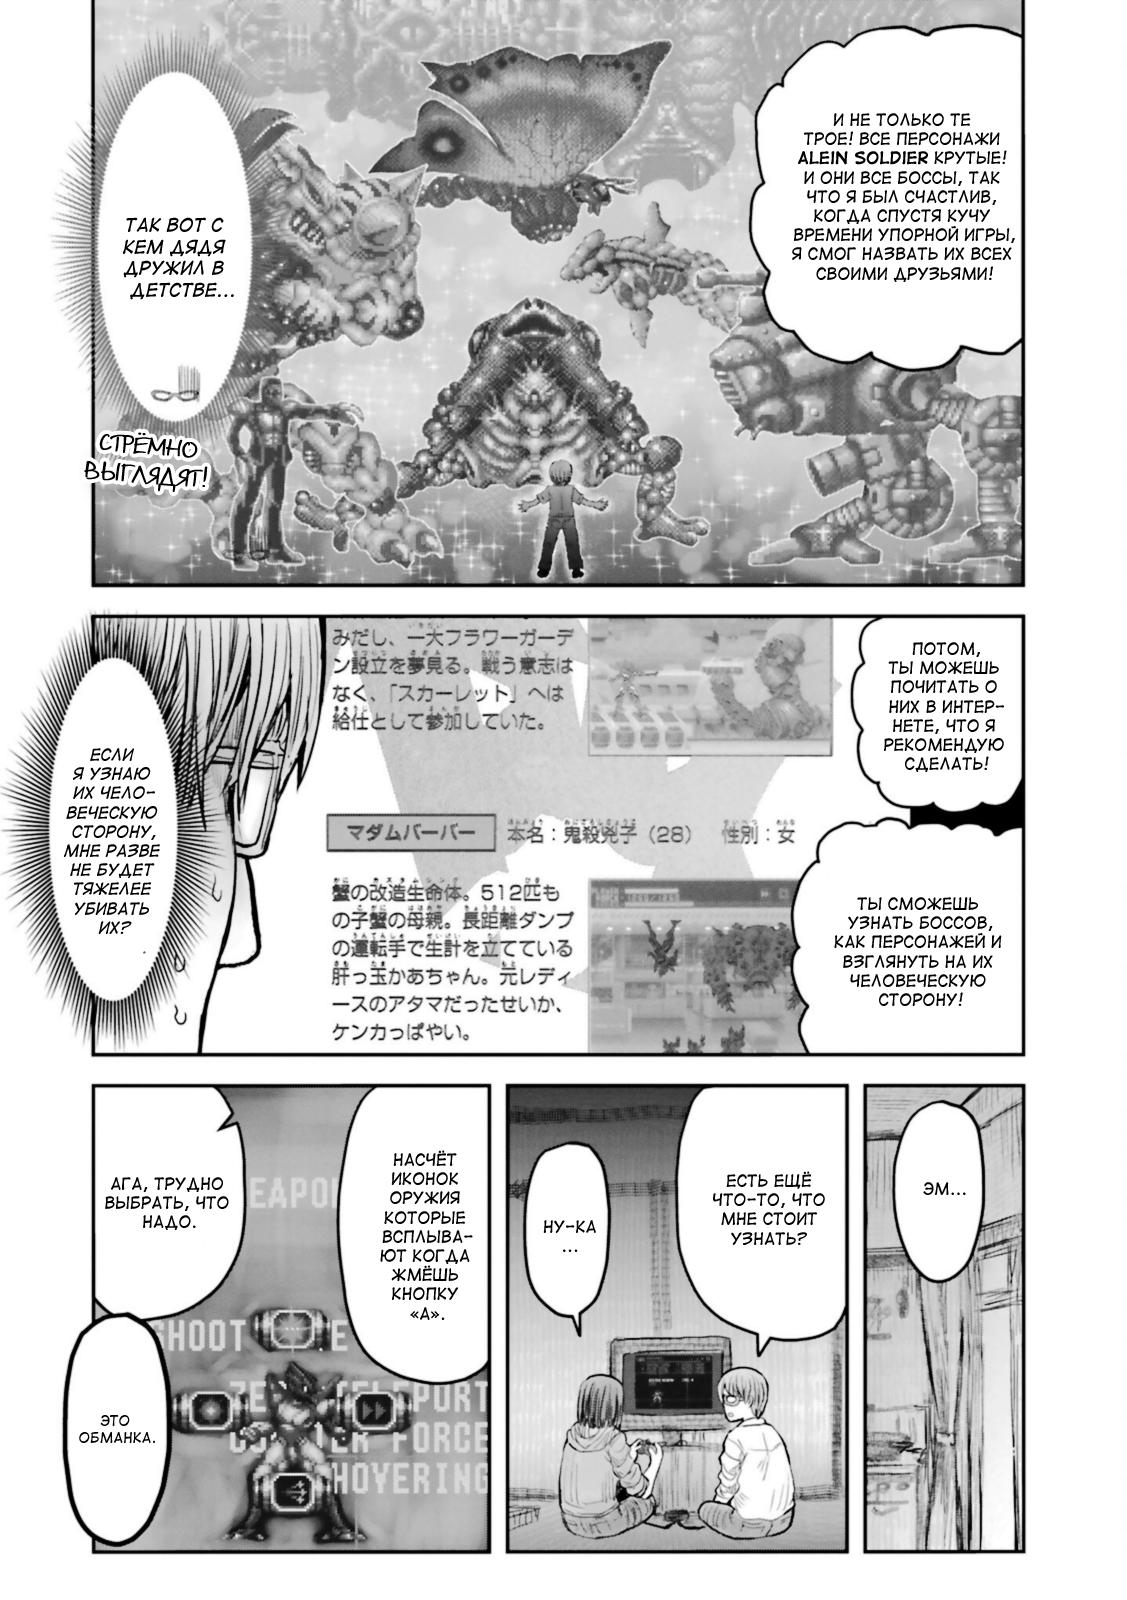 И НЕ ТОЛЬКО ТЕ
ТРОЕ! ВСЕ ПЕРСОНАЖИ
ALEIN SOLDIER КРУТЫЕ!
И ОНИ ВСЕ БОССЫ, ТАК
ЧТО Я БЫЛ СЧАСТЛИВ,
КОГДА СПУСТЯ КУЧУ
ВРЕМЕНИ УПОРНОЙ ИГРЫ,
Я СМОГ НАЗВАТЬ ИХ ВСЕХ
СВОИМИ ДРУЗЬЯМИ!
ТАК ВОТ С
КЕМ ДЯДЯ
ДРУЖИЛ В
ДЕТСТВЕ...
СТРЁМНО
ВЫГЛЯДЯТ!
ПОТОМ,
ТЫ МОЖЕШЬ
ПОЧИТАТЬ О
НИХ В ИНТЕР-
НЕТЕ, ЧТО Я
РЕКОМЕНДУЮ
СДЕЛАТЬ!
ТЫ СМОЖЕШЬ
УЗНАТЬ БОССОВ,
КАК ПЕРСОНАЖЕЙ И
ВЗГЛЯНУТЬ НА ИХ
ЧЕЛОВЕЧЕСКУЮ
СТОРОНУ!
みだし、一大フラワーガーデ
ン設立を夢見る。戦う意志は
なく、「スカーレット」へは
給仕として参加していた。
マダムバーバー 本名：鬼殺兇子（28） 性別：女
蟹の改造生命体。512匹も
の子蟹の母親。長距離ダンプ
の運転手で生計を立てている
肝っ玉かあちゃん。元レディ
ースのアタマだったせいか、
ケンカっぱやい。
ЕСЛИ
Я УЗНАЮ
ИХ ЧЕЛО-
ВЕЧЕСКУЮ
СТОРОНУ,
МНЕ РАЗВЕ
НЕ БУДЕТ
ТЯЖЕЛЕЕ
УБИВАТЬ
ИХ?
ЭМ...
ЕСТЬ ЕЩЁ
ЧТО-ТО, ЧТО
МНЕ СТОИТ
УЗНАТЬ?
НУ-КА
...
НАСЧЁТ
ИКОНОК
ОРУЖИЯ
КОТОРЫЕ
ВСПЛЫВА-
ЮТ КОГДА
ЖМЁШЬ
КНОПКУ
«А».
АГА, ТРУДНО
ВЫБРАТЬ, ЧТО
НАДО.
ЭТО
ОБМАНКА.
EAPO
SHOOT
FORCE
HOVERING